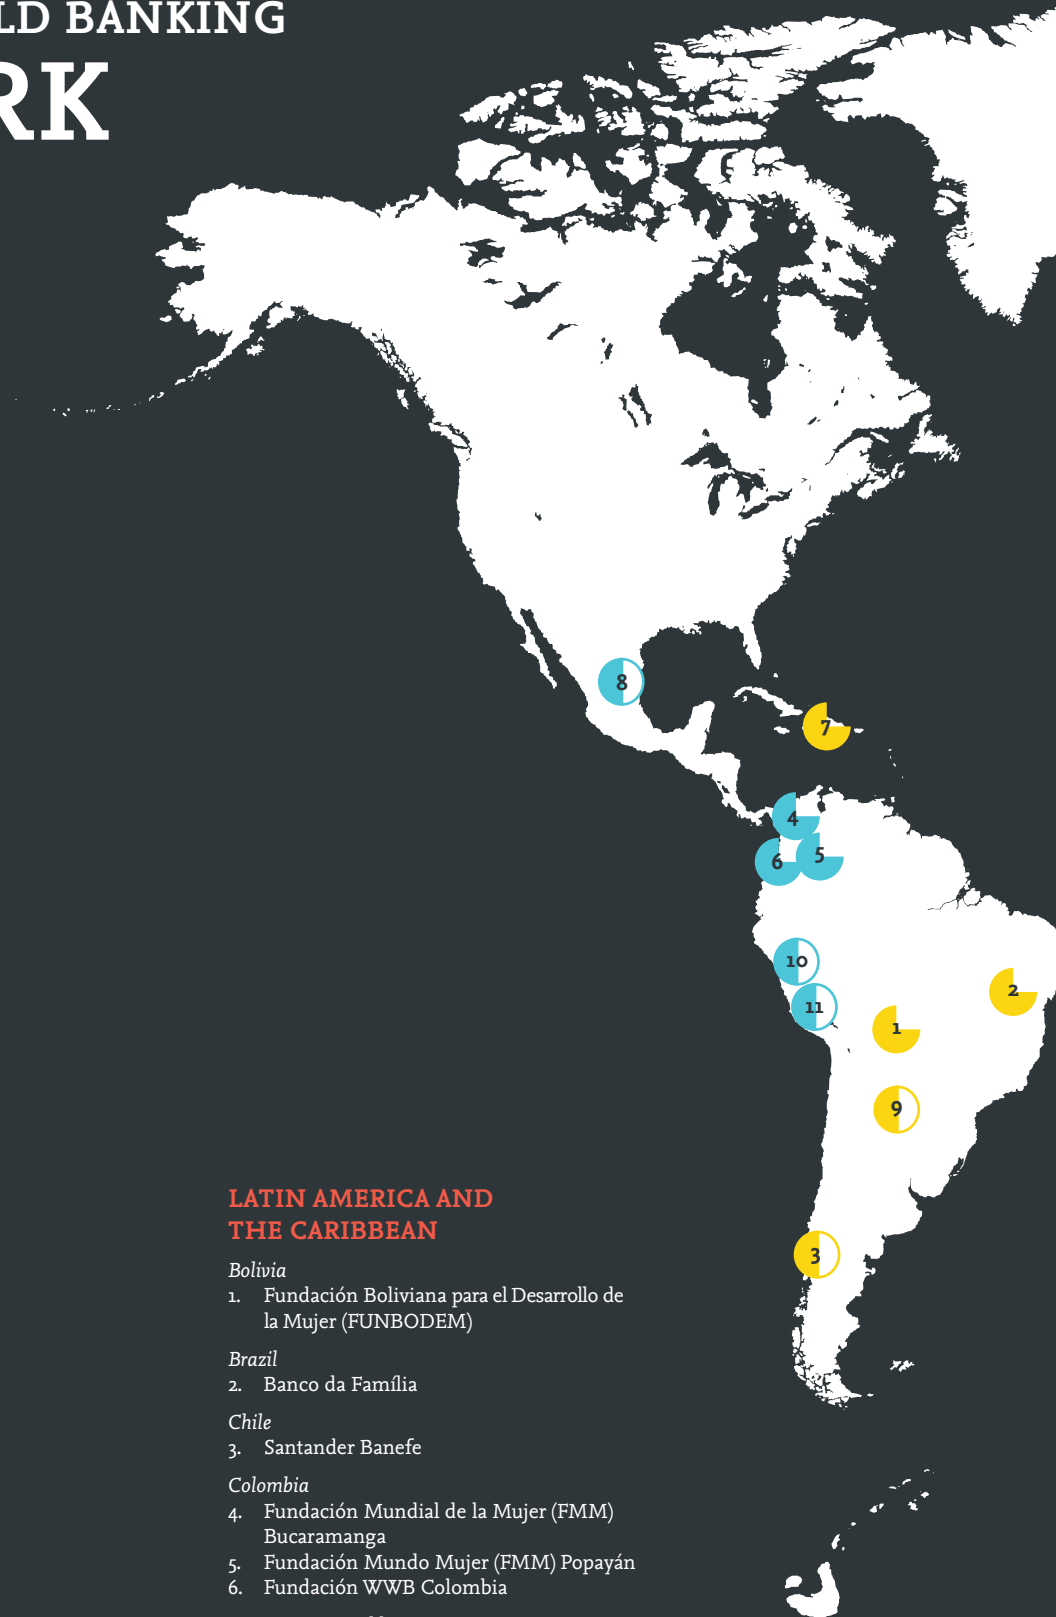 LD BANKING
RK
8
7
4
6
5
10
11
2
1
9
3
LATIN AMERICA AND
THE CARIBBEAN
Bolivia
1. Fundación Boliviana para el Desarrollo de
la Mujer (FUNBODEM)
Brazil
2. Banco da Família
Chile
3. Santander Banefe
Colombia
4. Fundación Mundial de la Mujer (FMM)
Bucaramanga
5. Fundación Mundo Mujer (FMM) Popayán
6. Fundación WWB Colombia